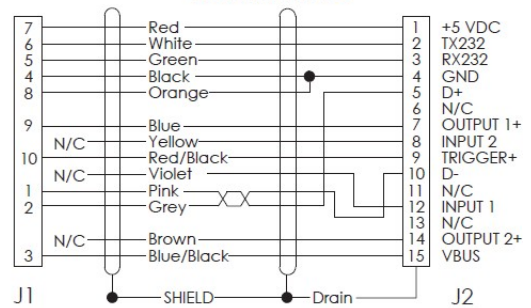 7 Red 1 +5 VDC
6 White 2 TX232
5 Green 3 RX232
4 Black 4 GND
8 Orange 5 D+
6 N/C
9 Blue 7 OUTPUT 1+
N/C Yellow 8 INPUT 2
10 Red/Black 9 TRIGGER+
N/C Violet 10 D-
1 Pink 11 N/C
2 Grey 12 INPUT 1
13 N/C
N/C Brown 14 OUTPUT 2+
3 Blue/Black 15 VBUS
J1 SHIELD Drain J2